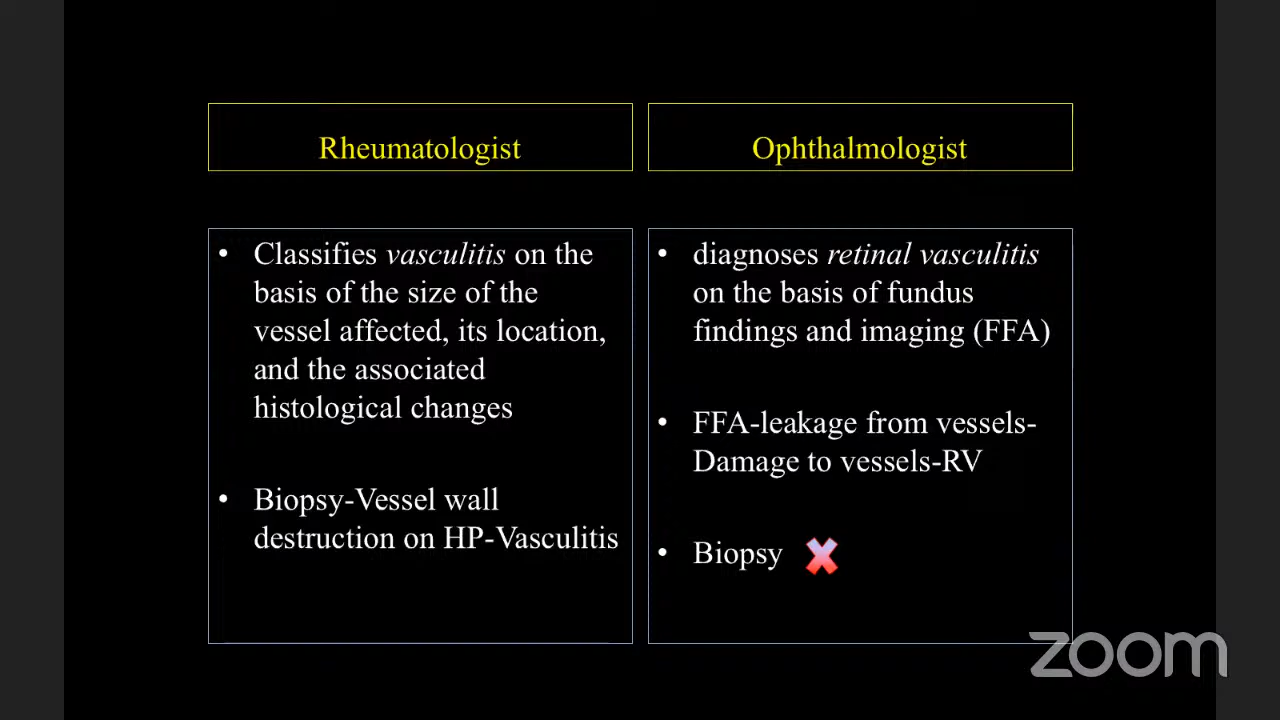 Rheumatologist
Ophthalmologist
• Classifies vasculitis on the
basis of the size of the
vessel affected, its location,
and the associated
histological changes
• Biopsy-Vessel wall
destruction on HP-Vasculitis
• diagnoses retinal vasculitis
on the basis of fundus
findings and imaging (FFA)
• FFA-leakage from vessels-
Damage to vessels-RV
• Biopsy
zoom